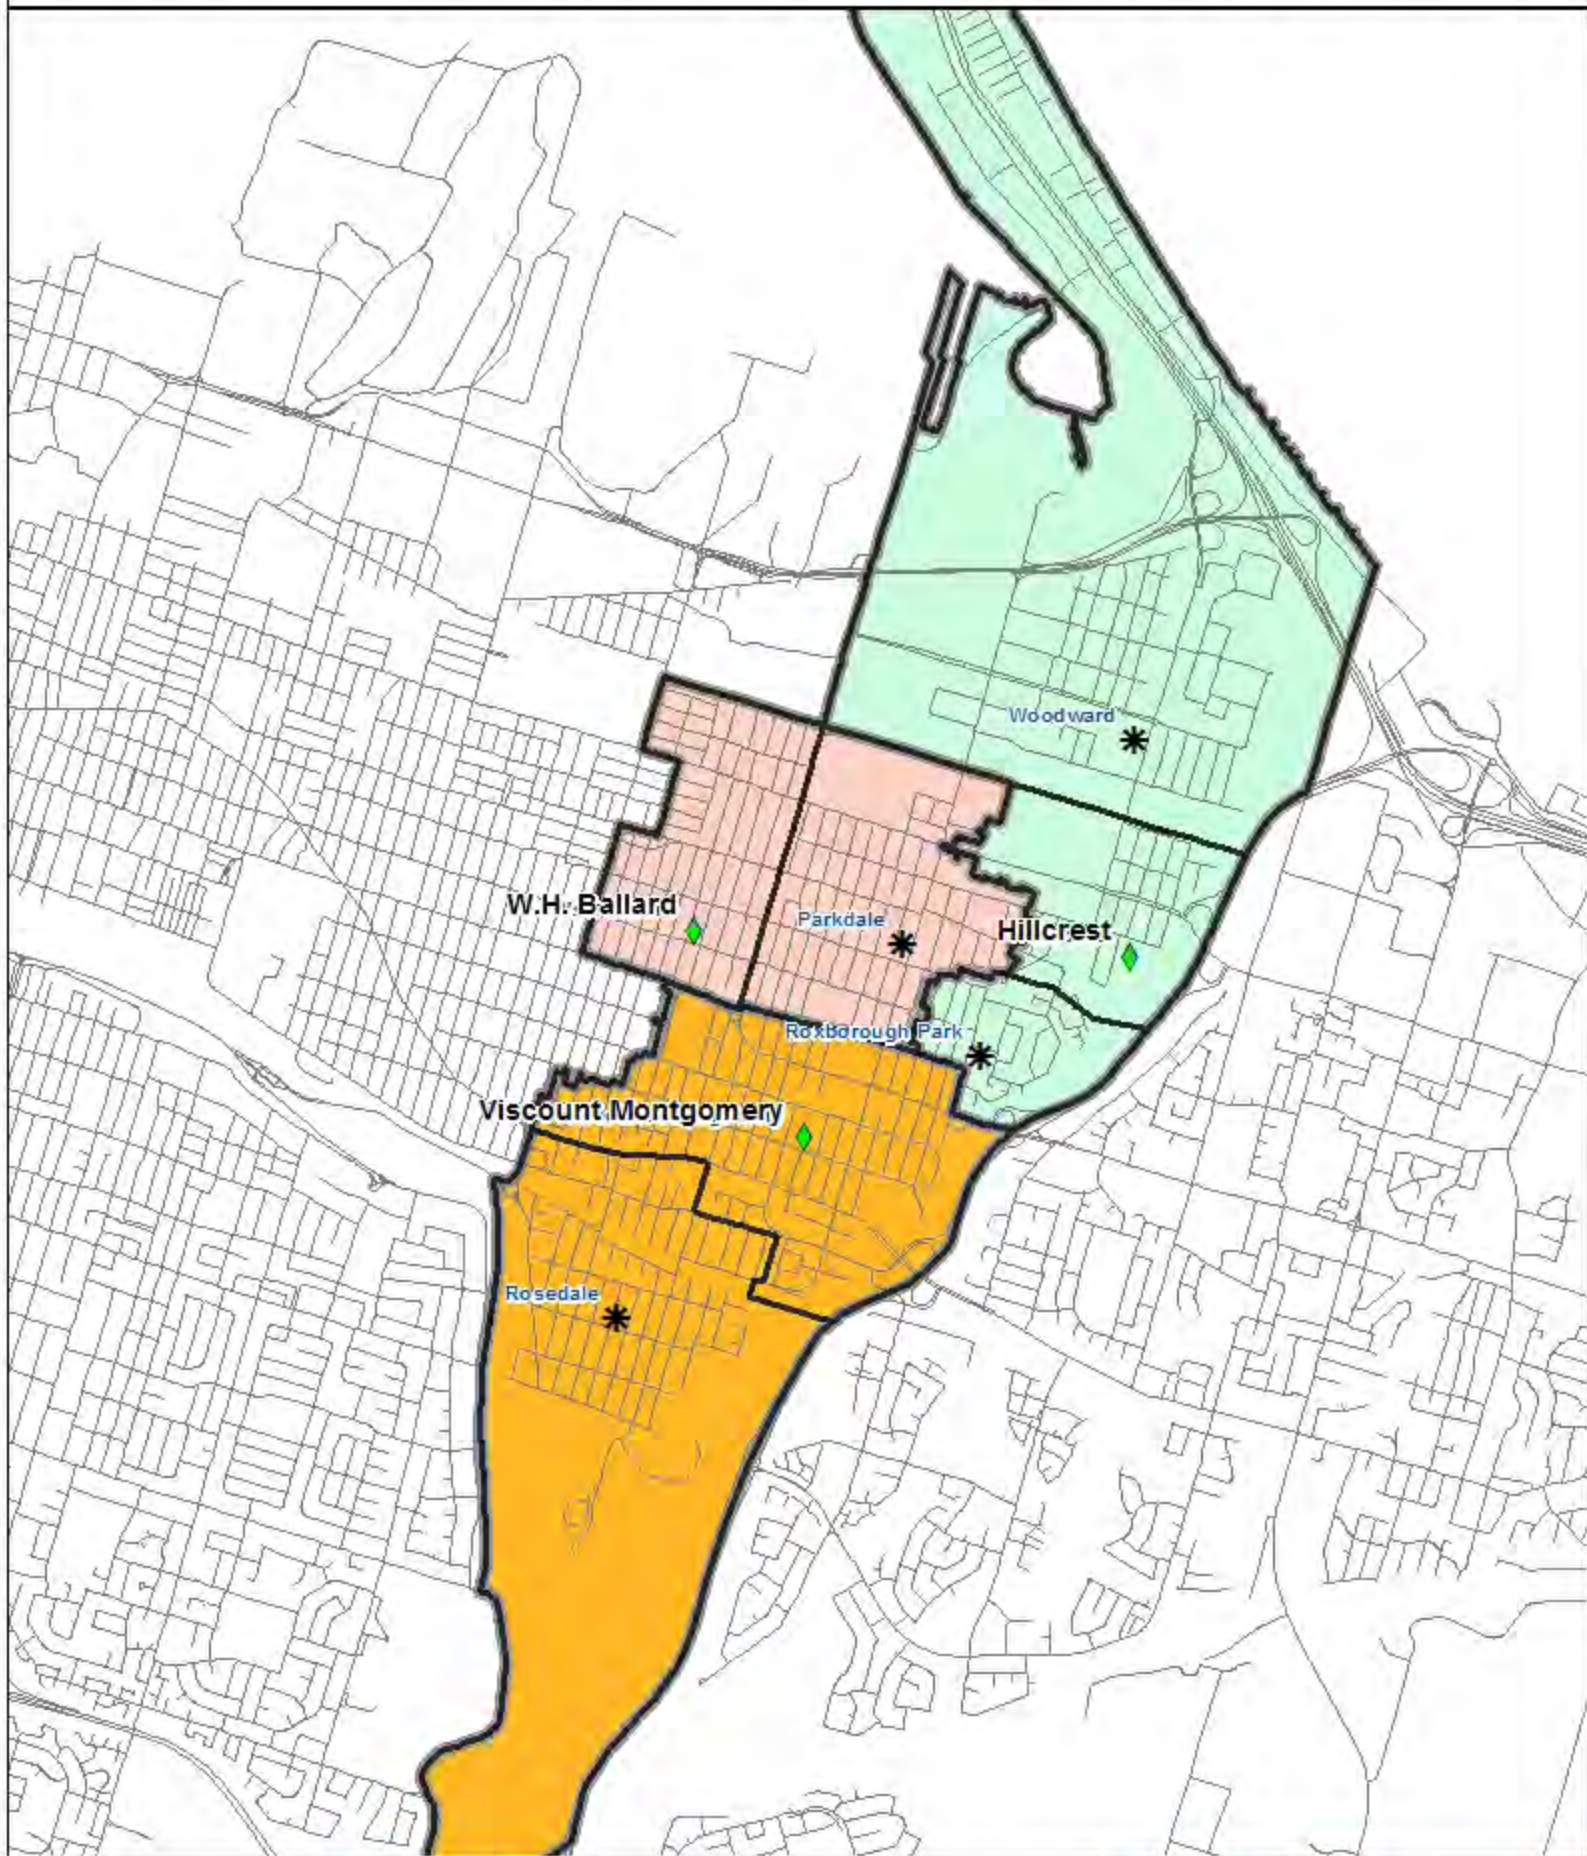 Woodward
W.H. Ballard
Parkdale
Hillcrest
Roxborough Park
Viscount Montgomery
Rosedale